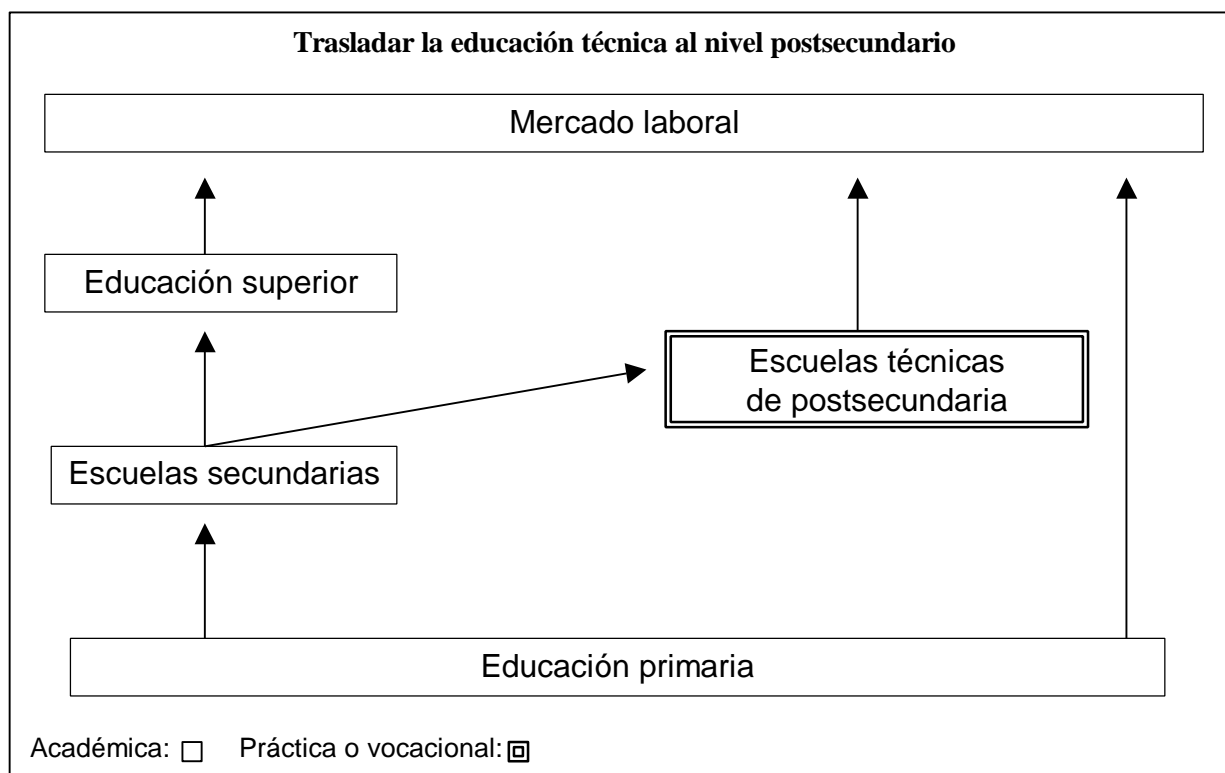 Trasladar la educación técnica al nivel postsecundario
Mercado laboral
Educación superior
Escuelas técnicas
de postsecundaria
Escuelas secundarias
Educación primaria
Académica: Práctica o vocacional: